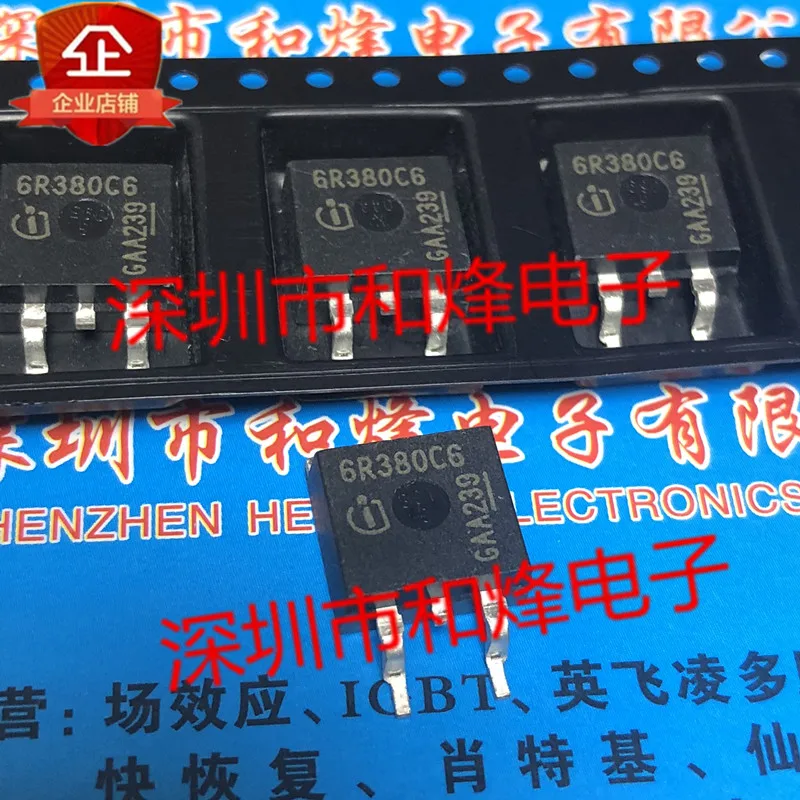 深圳市和烽电子有限公
企
企业店铺
6R380C6
GAA239
6R380C6
GAA239
6R380C6
GAA239
深圳市和烽电子
深圳市和烽电子有限
6R380C6
GAA239
SHENZHEN HE ELECTRONICS
深圳市和烽电子
营：场效应、IGBT、英飞凌多
快恢复、肖特基、仙